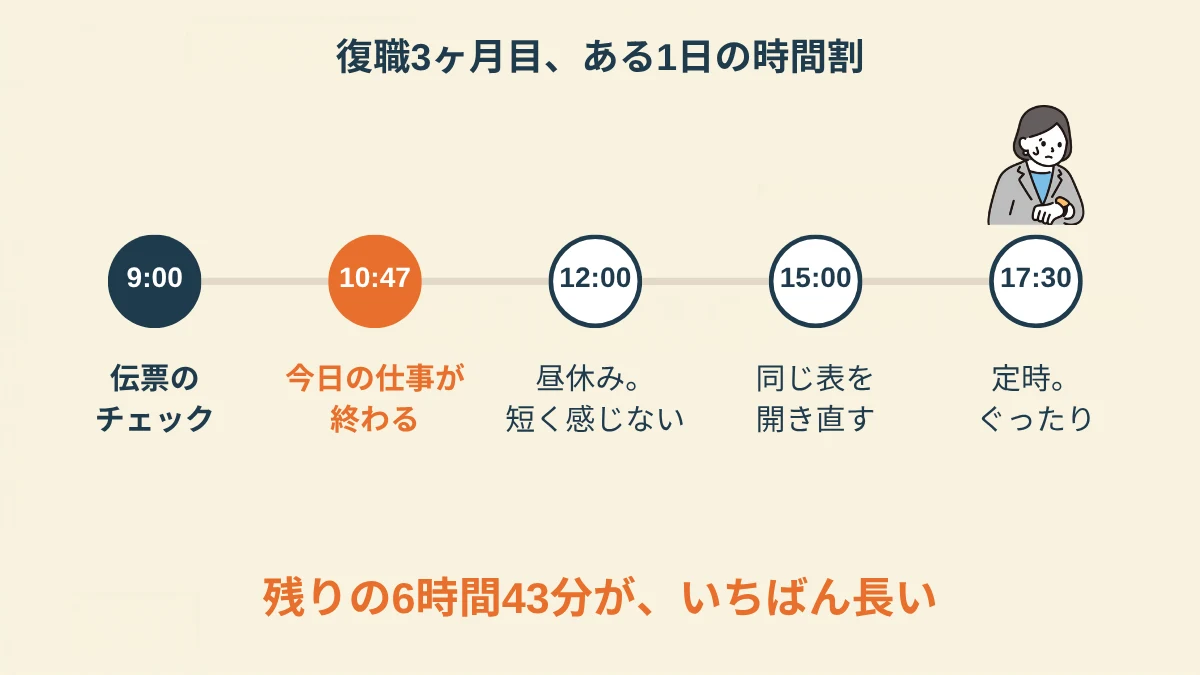 復職3ヶ月目、ある1日の時間割
9:00
10:47
12:00
15:00
17:30
伝票の
チェック
今日の仕事が
終わる
昼休み。
短く感じない
同じ表を
開き直す
定時。
ぐったり
残りの6時間43分が、いちばん長い